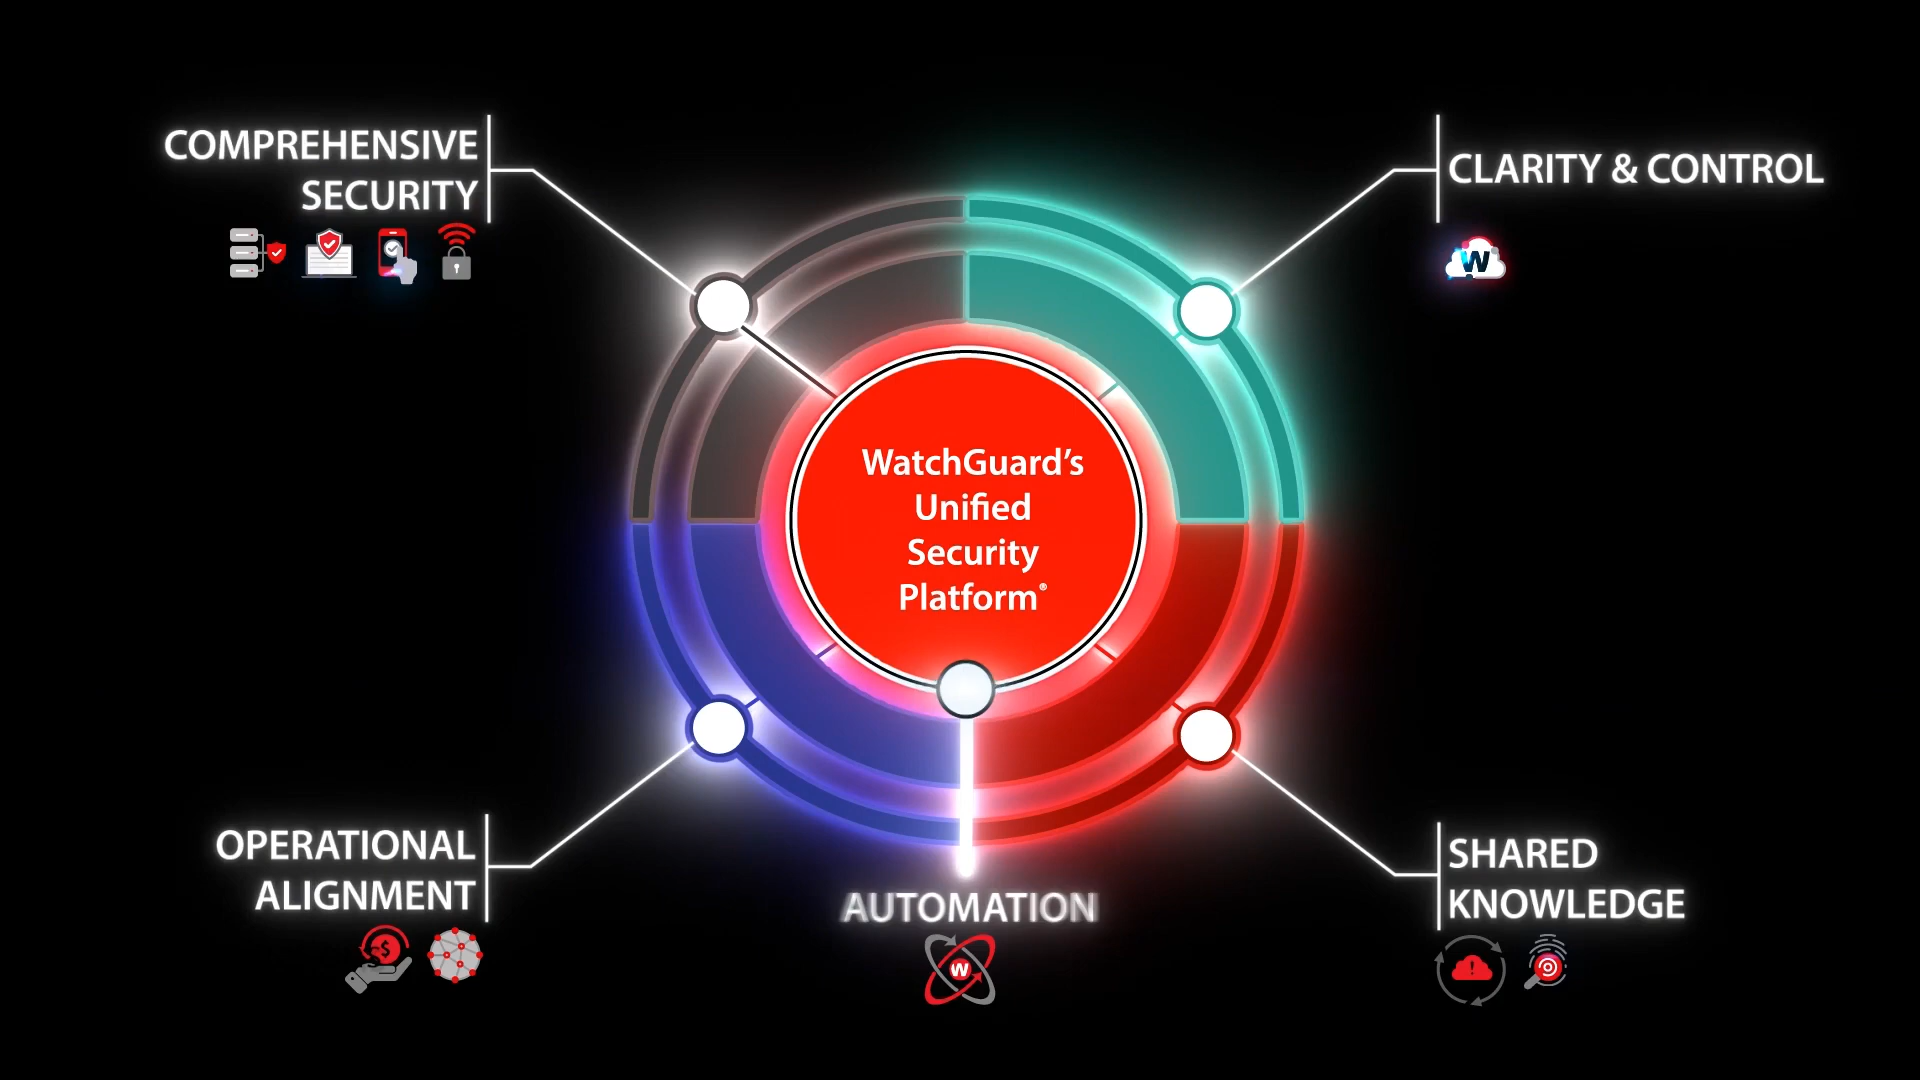 COMPREHENSIVE
SECURITY
CLARITY & CONTROL
W
WatchGuard’s
Unified
Security
Platform®
OPERATIONAL
ALIGNMENT
$
AUTOMATION
W
SHARED
KNOWLEDGE
!